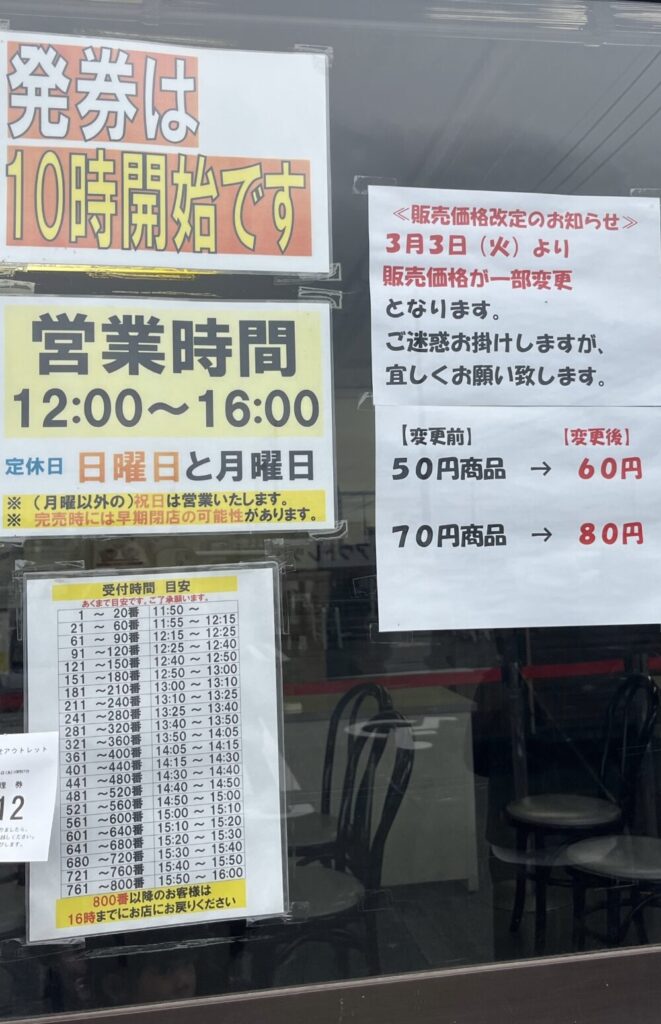 発券は
10時開始です
営業時間
12:00～16:00
定休日 日曜日と月曜日
※ (月曜以外の)祝日は営業いたします。
※ 完売時には早期閉店の可能性があります。
≪販売価格改定のお知らせ≫
3月3日(火)より
販売価格が一部変更
となります。
ご迷惑お掛けしますが、
宜しくお願い致します。
【変更前】 【変更後】
50円商品 → 60円
70円商品 → 80円
受付時間 目安
あくまで目安です。ご了承願います。
1 ～ 20番 11:50 ～
21 ～ 60番 11:55 ～ 12:15
61 ～ 90番 12:15 ～ 12:25
91 ～120番 12:25 ～ 12:40
121 ～150番 12:40 ～ 12:50
151 ～180番 12:50 ～ 13:00
181 ～210番 13:00 ～ 13:10
211 ～240番 13:10 ～ 13:25
241 ～280番 13:25 ～ 13:40
281 ～320番 13:40 ～ 13:50
321 ～360番 13:50 ～ 14:05
361 ～400番 14:05 ～ 14:15
401 ～440番 14:15 ～ 14:30
441 ～480番 14:30 ～ 14:40
481 ～520番 14:40 ～ 14:50
521 ～560番 14:50 ～ 15:00
561 ～600番 15:00 ～ 15:10
601 ～640番 15:10 ～ 15:20
641 ～680番 15:20 ～ 15:30
680 ～720番 15:30 ～ 15:40
721 ～760番 15:40 ～ 15:50
761 ～800番 15:50 ～ 16:00
800番以降のお客様は
16時までにお店にお戻りください
アウトレット
理 券
12